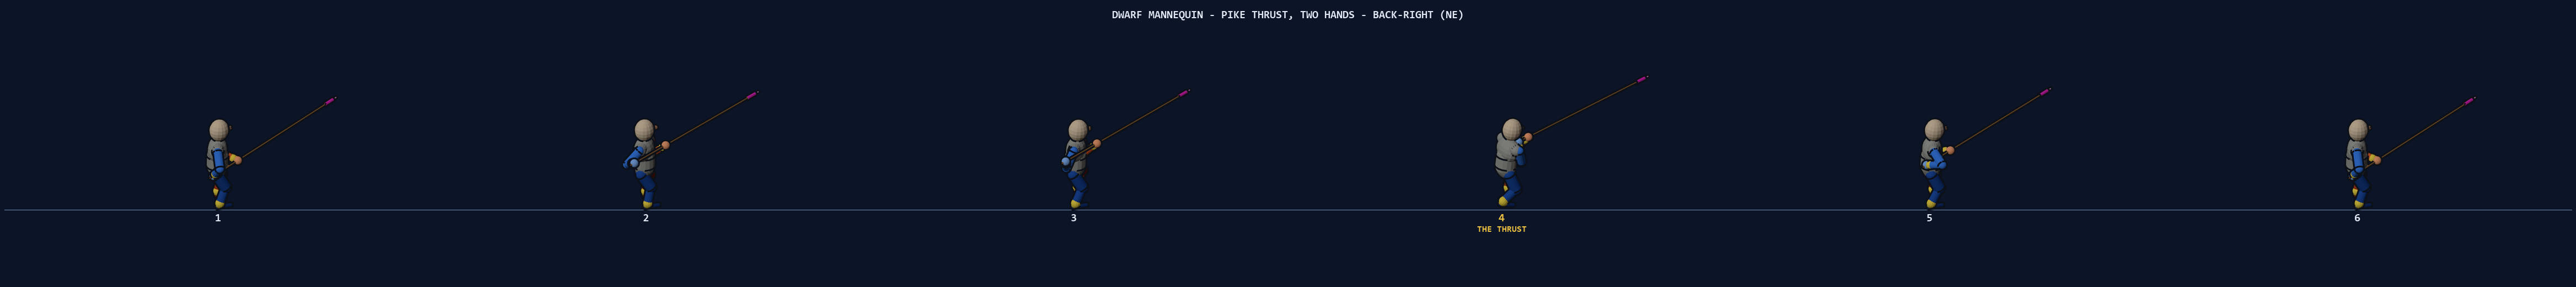 DWARF MANNEQUIN - PIKE THRUST, TWO HANDS - BACK-RIGHT (NE)
1 2 3 4 5 6
THE THRUST